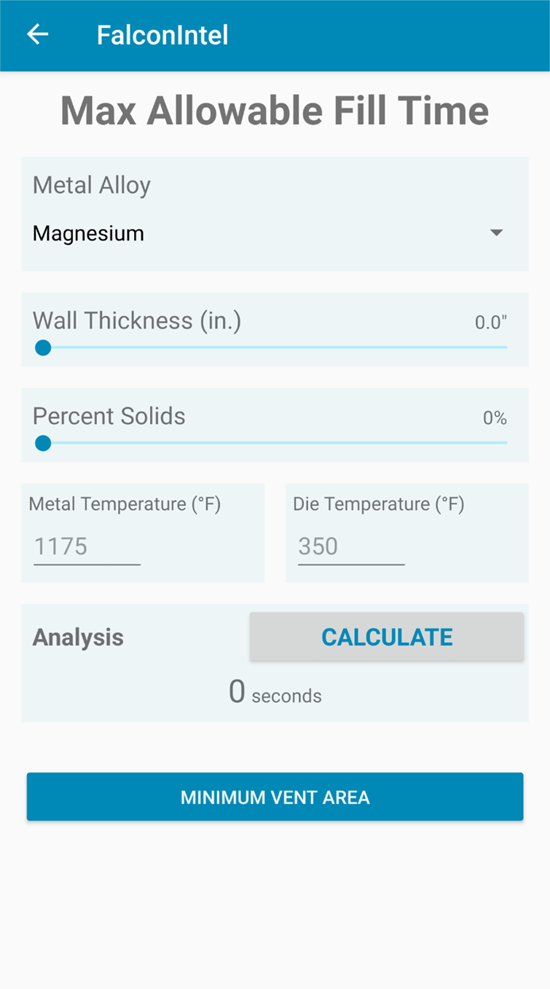 FalconIntel
Max Allowable Fill Time
Metal Alloy
Magnesium
Wall Thickness (in.) 0.0"
Percent Solids 0%
Metal Temperature (°F) Die Temperature (°F)
1175 350
Analysis CALCULATE
0 seconds
MINIMUM VENT AREA